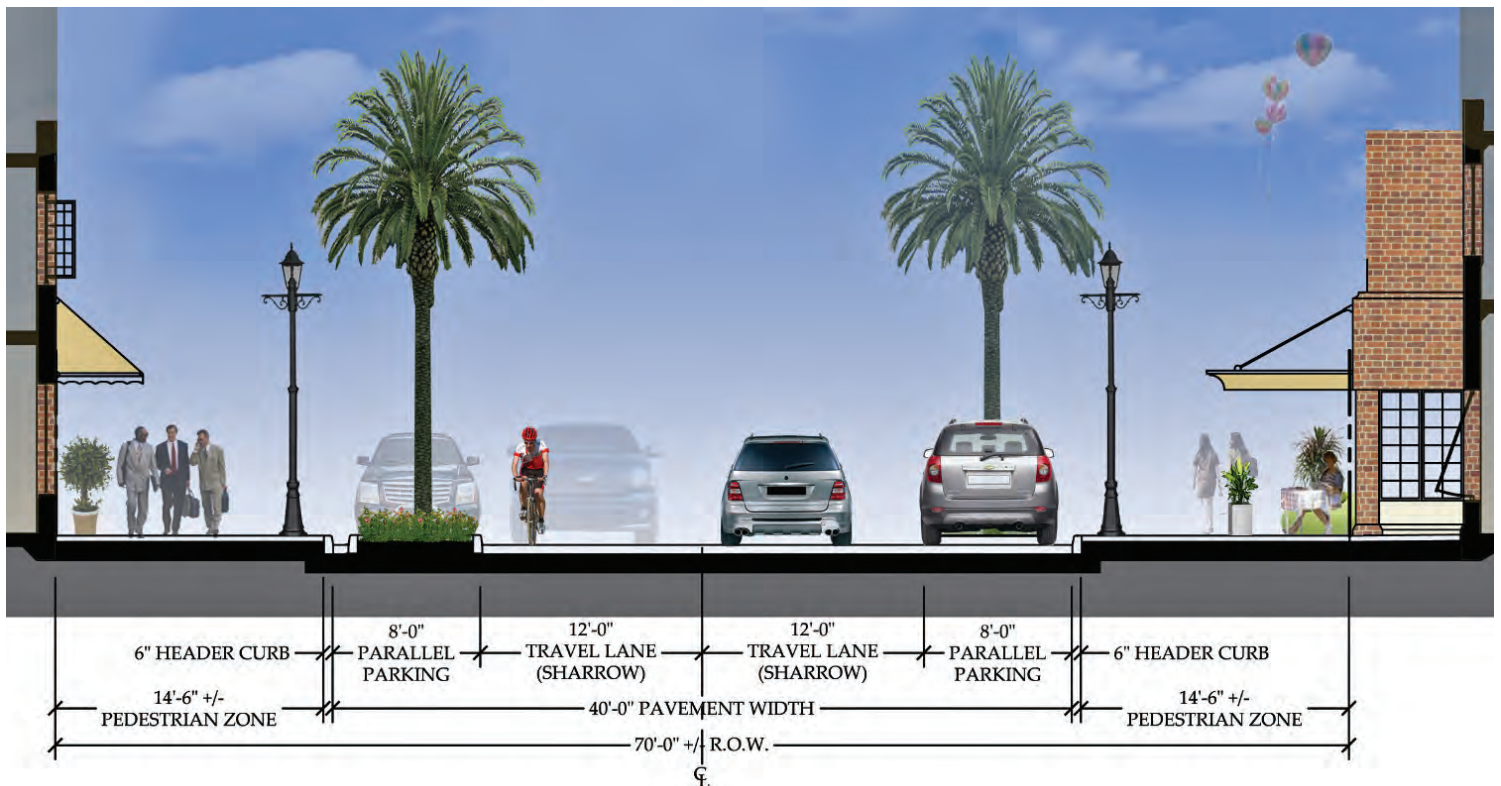 6" HEADER CURB
8'-0"
PARALLEL
PARKING
12'-0"
TRAVEL LANE
(SHARROW)
12'-0"
TRAVEL LANE
(SHARROW)
8'-0"
PARALLEL
PARKING
6" HEADER CURB
14'-6" +/-
PEDESTRIAN ZONE
40'-0" PAVEMENT WIDTH
14'-6" +/-
PEDESTRIAN ZONE
70'-0" +/- R.O.W.
℄